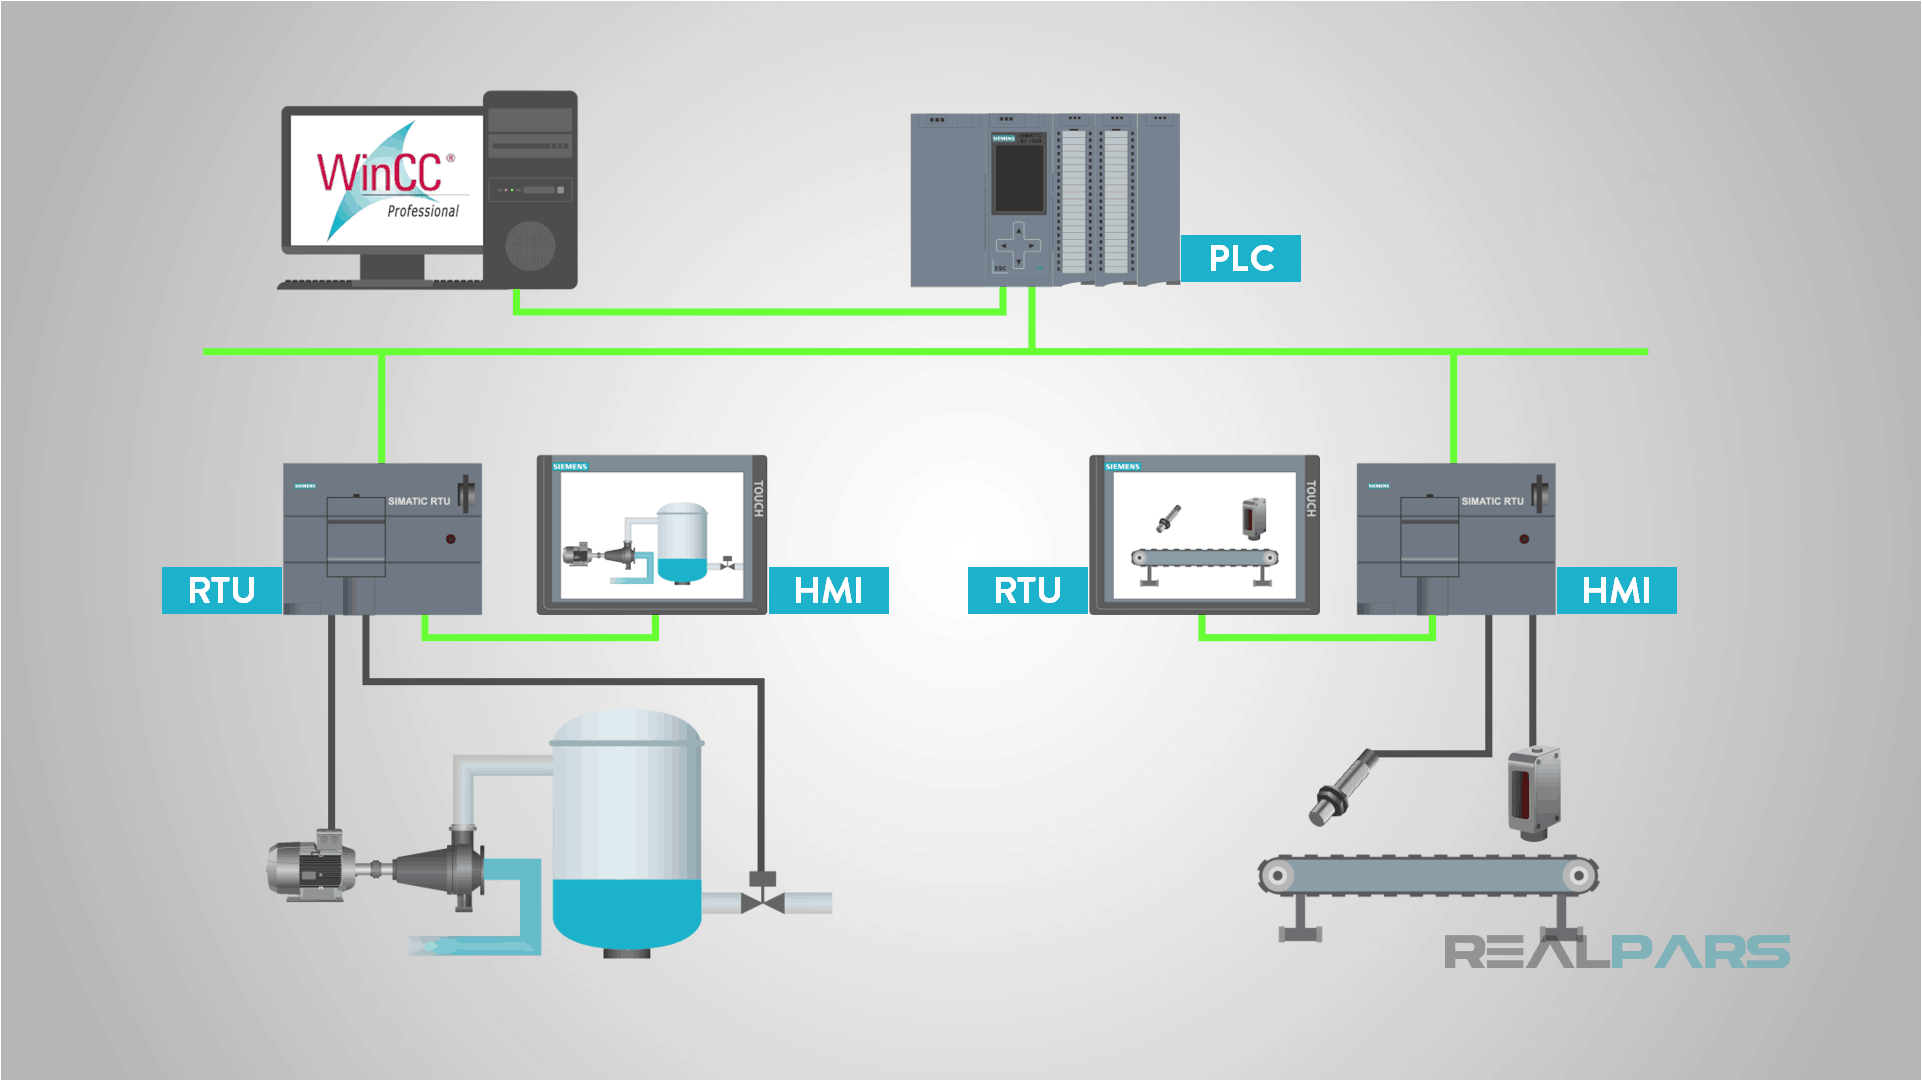 WinCC®
Professional
SIEMENS
SIMATIC
S7-1500
ESC
OK
PLC
SIEMENS
SIMATIC RTU
RTU
SIEMENS
TOUCH
HMI
SIEMENS
TOUCH
RTU
SIEMENS
SIMATIC RTU
HMI
REALPARS